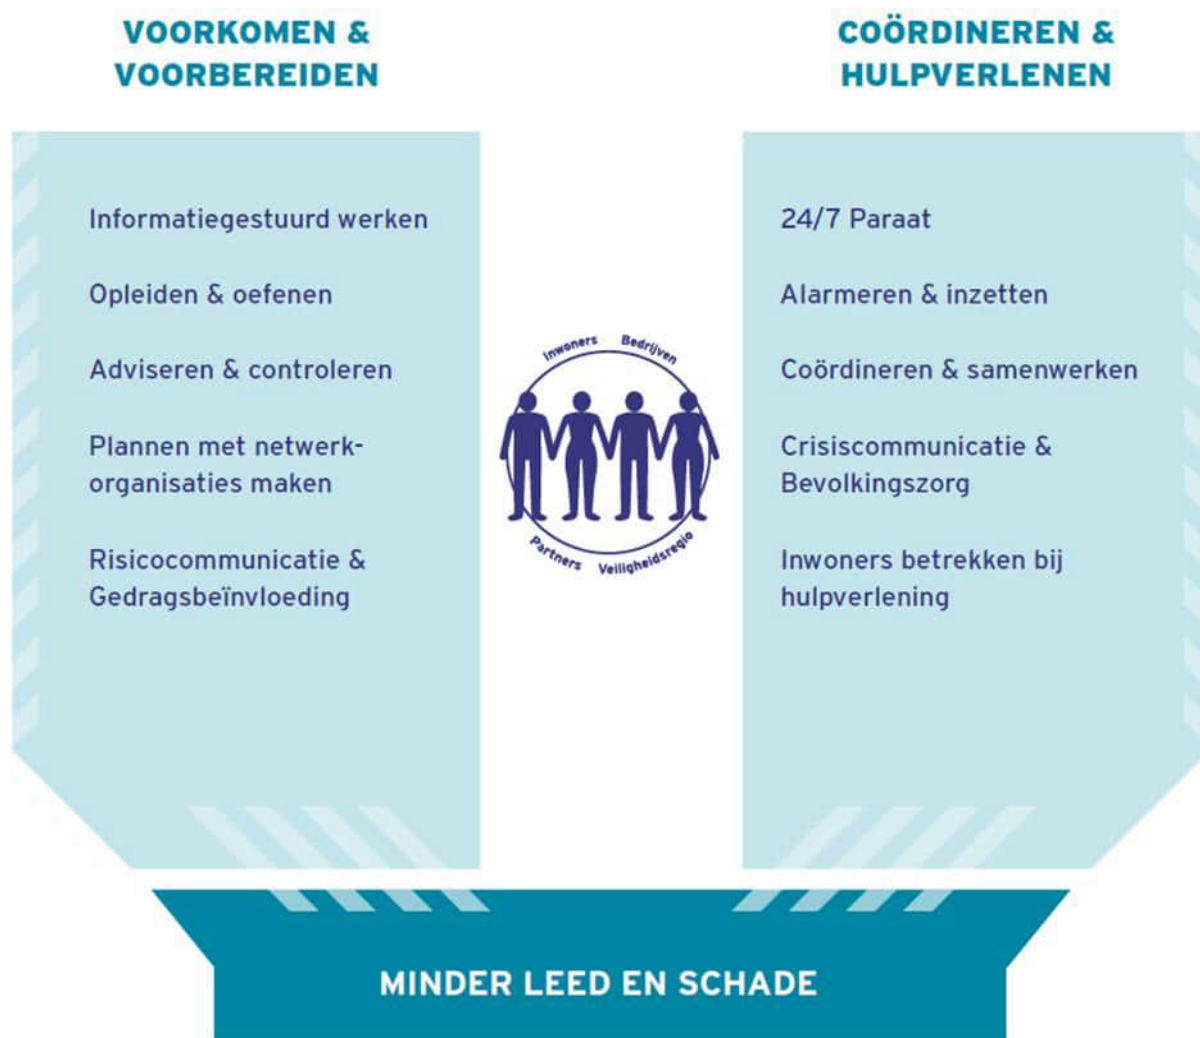 VOORKOMEN &
VOORBEREIDEN
Informatiegestuurd werken
Opleiden & oefenen
Adviseren & controleren
Plannen met netwerk-
organisaties maken
Risicocommunicatie &
Gedragsbeïnvloeding
Inwoners Bedrijven
Partners Veiligheidsregio
COÖRDINEREN &
HULPVERLENEN
24/7 Paraat
Alarmeren & inzetten
Coördineren & samenwerken
Crisiscommunicatie &
Bevolkingszorg
Inwoners betrekken bij
hulpverlening
MINDER LEED EN SCHADE